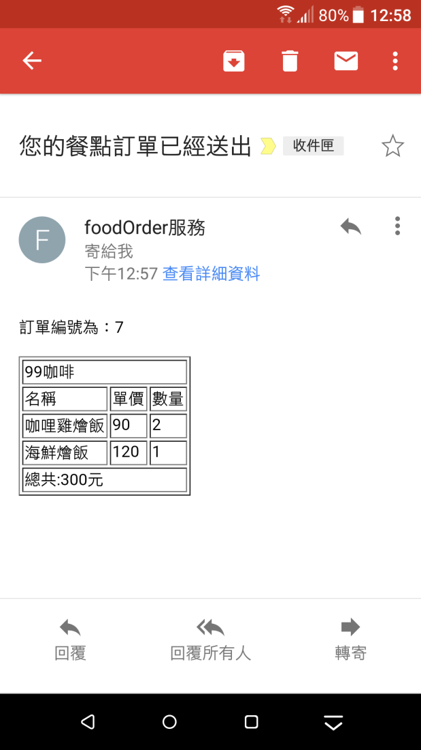 80% 12:58
您的餐點訂單已經送出 收件匣
F
foodOrder服務
寄給我
下午12:57 查看詳細資料
訂單編號為：7
99咖啡
名稱 單價 數量
咖哩雞燴飯 90 2
海鮮燴飯 120 1
總共:300元
回覆 回覆所有人 轉寄